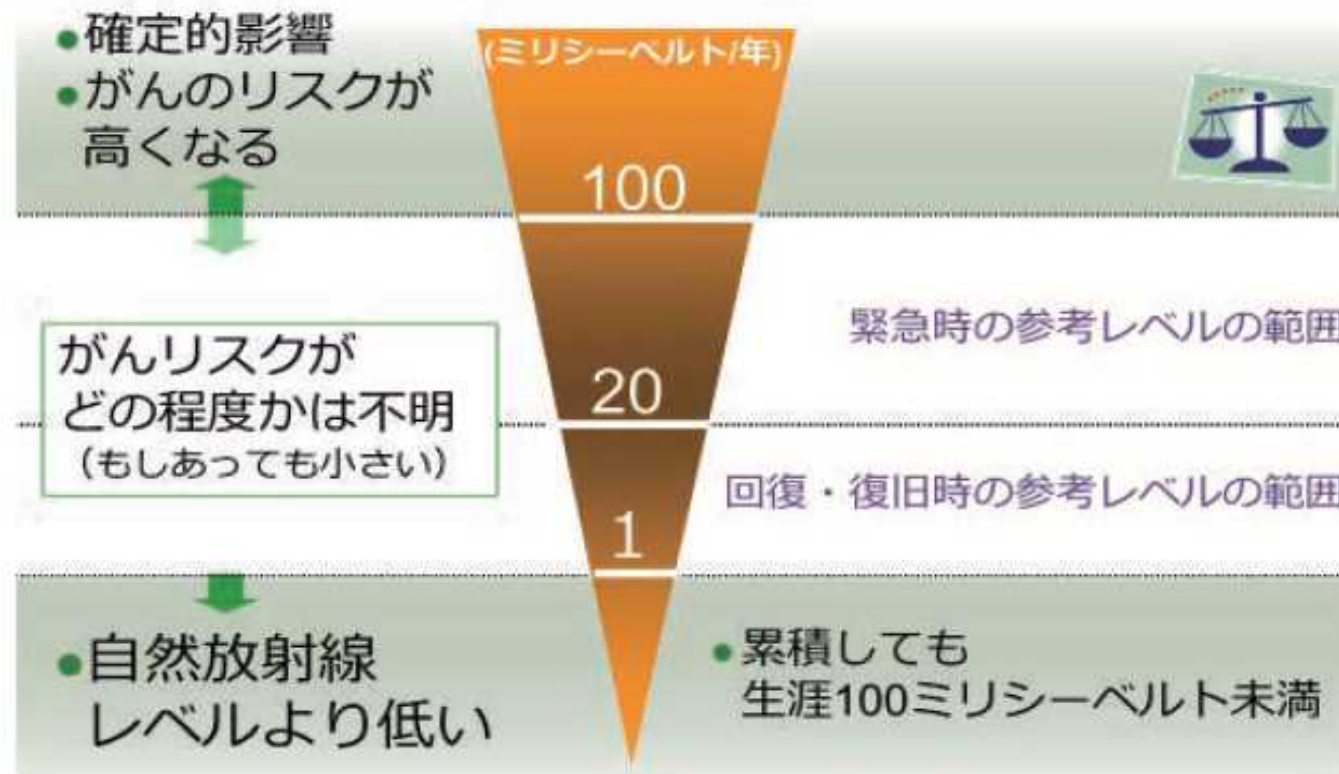 •確定的影響
•がんのリスクが
高くなる
(ミリシーベルト/年)
100
緊急時の参考レベルの範囲
がんリスクが
どの程度かは不明
（もしあっても小さい）
20
回復・復旧時の参考レベルの範囲
1
•自然放射線
レベルより低い
•累積しても
生涯100ミリシーベルト未満